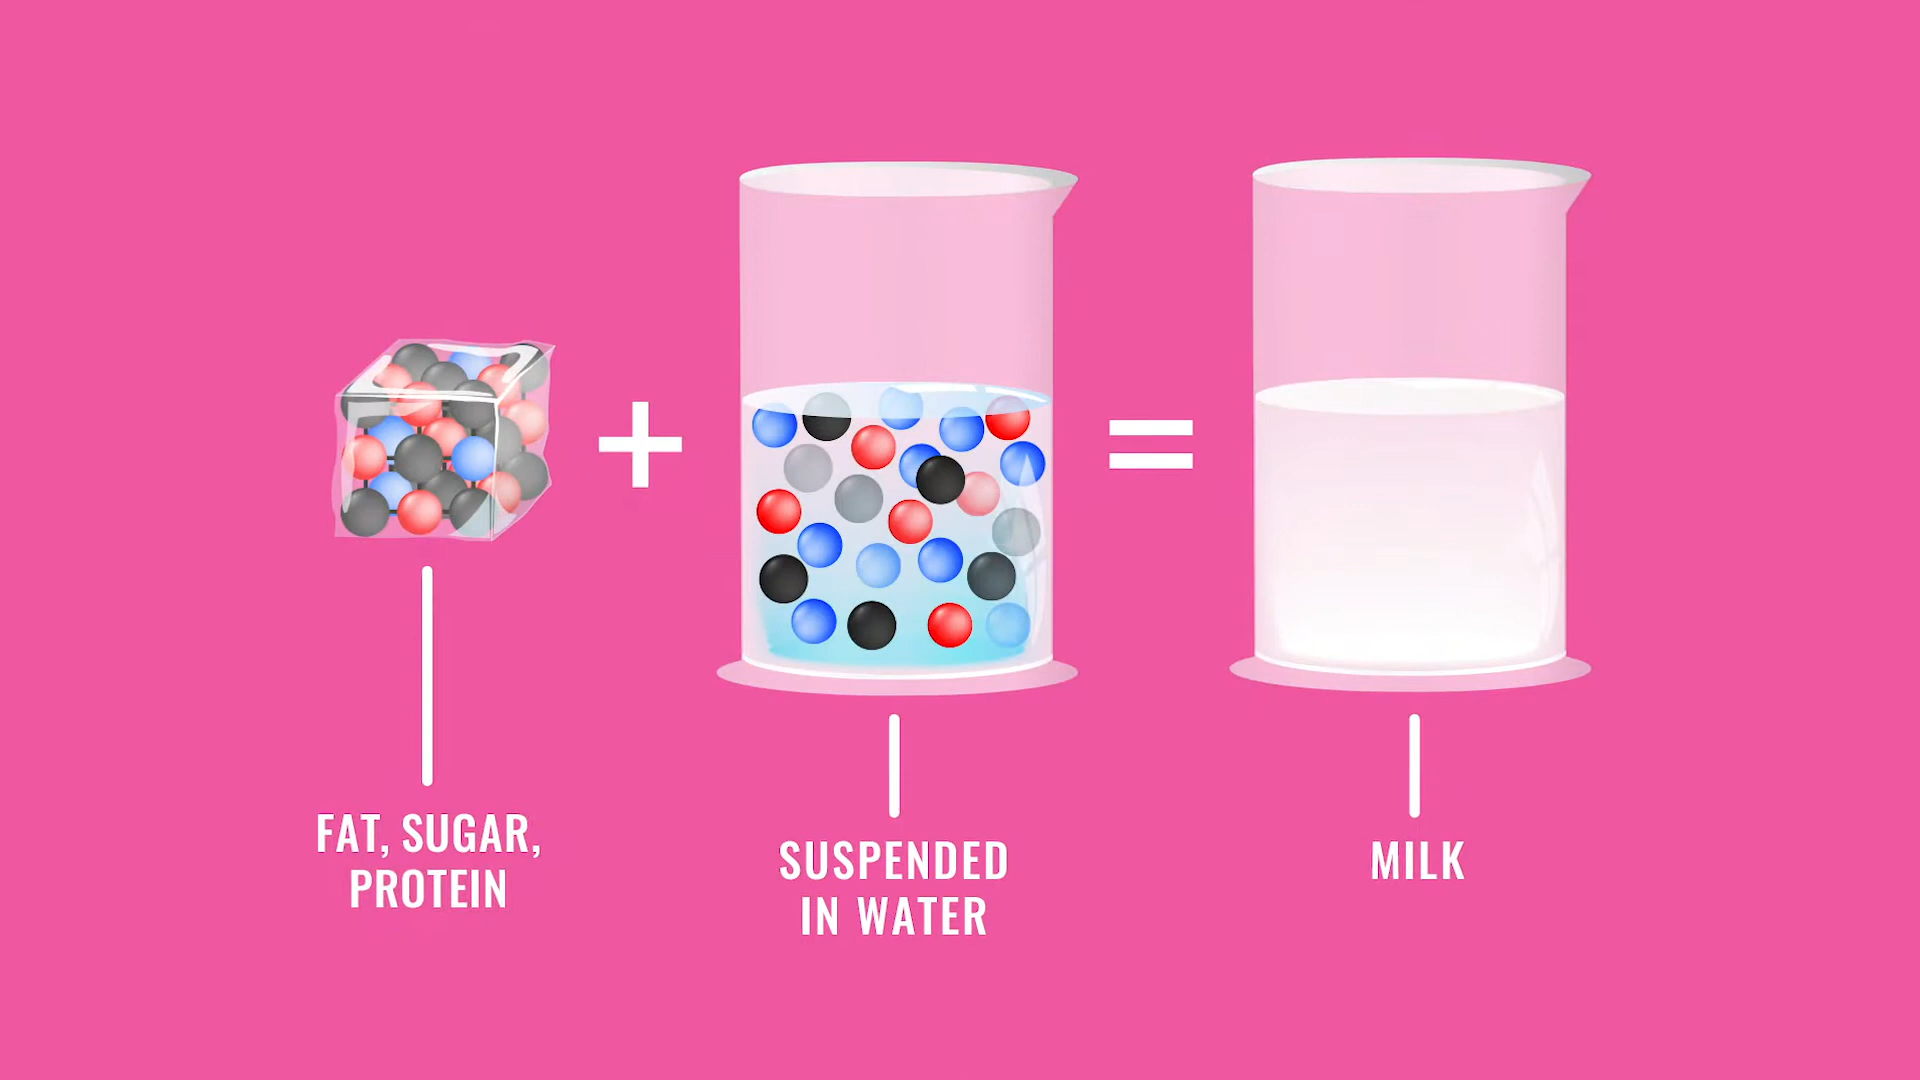 FAT, SUGAR,
PROTEIN
+
SUSPENDED
IN WATER
=
MILK